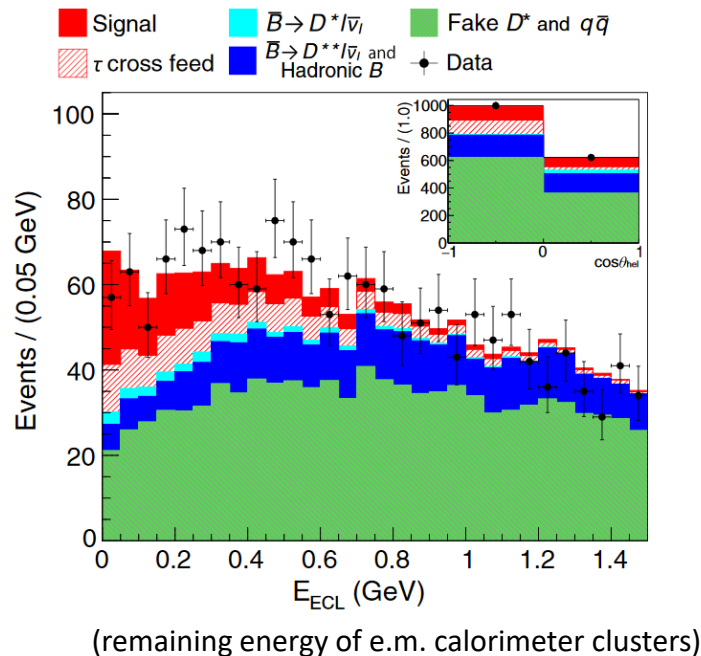 Signal
B̄→ D*lν̄ₗ
Fake D* and qq̄
τ cross feed
B̄→ D**lν̄ₗ and
Hadronic B
Data
Events / (0.05 GeV)
100
80
60
40
20
0
0 0.2 0.4 0.6 0.8 1 1.2 1.4
E_ECL (GeV)
Events / (1.0)
1000
800
600
400
200
0
−1 0 1
cosθ_hel
(remaining energy of e.m. calorimeter clusters)